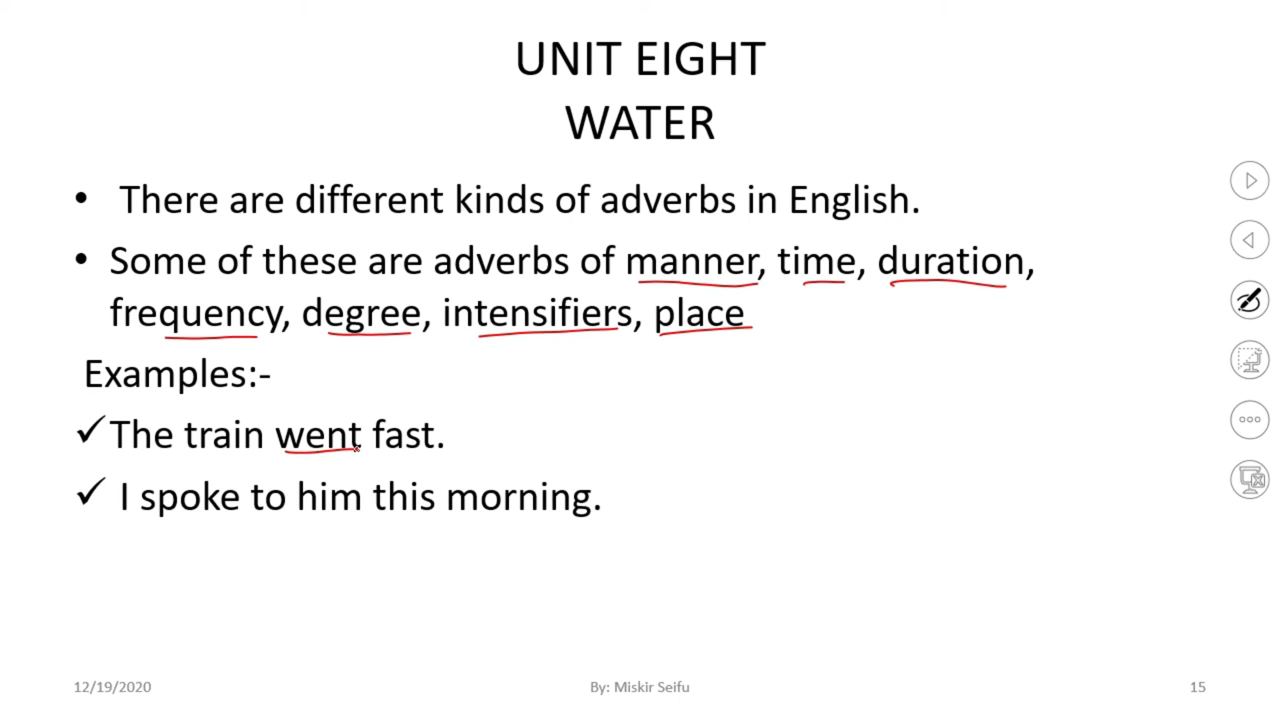 UNIT EIGHT
WATER
• There are different kinds of adverbs in English.
• Some of these are adverbs of manner, time, duration,
frequency, degree, intensifiers, place
Examples:-
✓The train went fast.
✓ I spoke to him this morning.
12/19/2020
By: Miskir Seifu
15